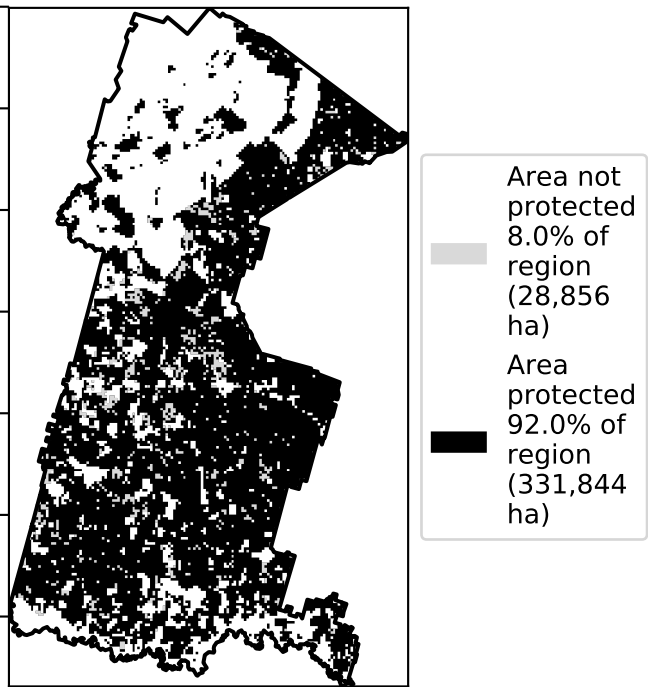 Area not
protected
8.0% of
region
(28,856
ha)
Area
protected
92.0% of
region
(331,844
ha)